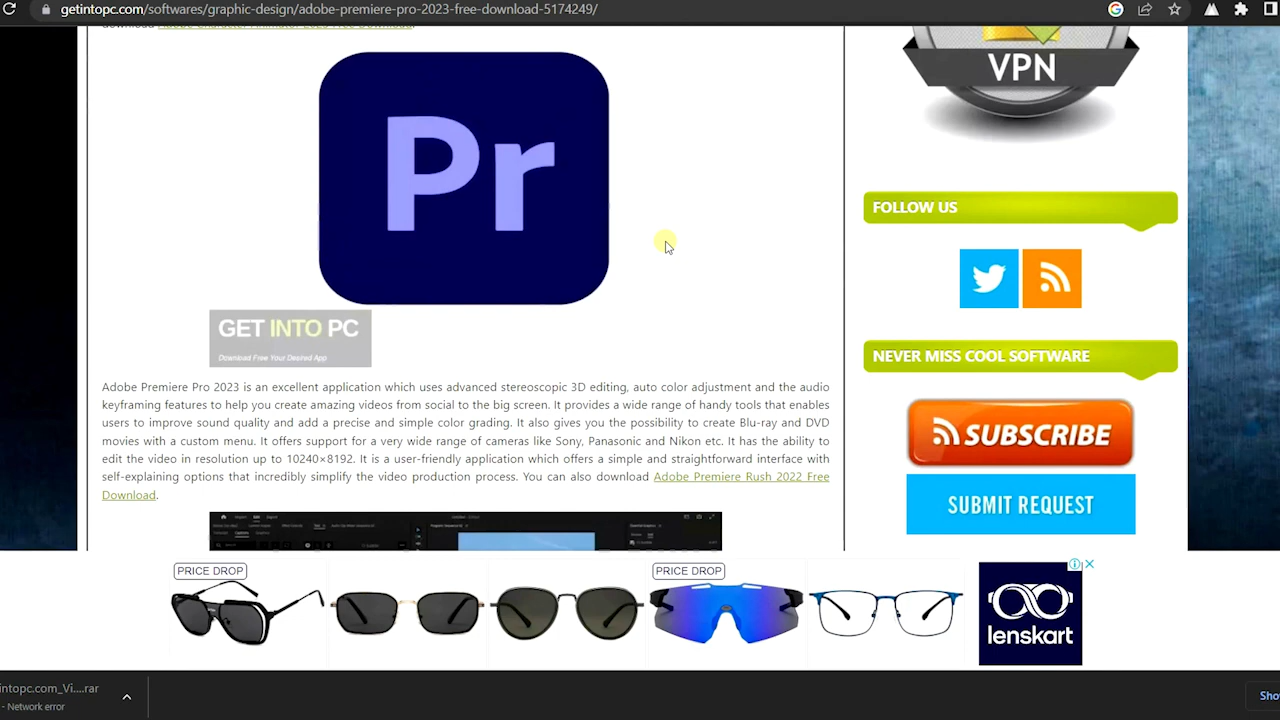 getintopc.com/softwares/graphic-design/adobe-premiere-pro-2023-free-download-5174249/
download Adobe Character Animator 2023 Free Download.
Pr
GET INTO PC
Download Free Your Desired App
Adobe Premiere Pro 2023 is an excellent application which uses advanced stereoscopic 3D editing, auto color adjustment and the audio
keyframing features to help you create amazing videos from social to the big screen. It provides a wide range of handy tools that enables
users to improve sound quality and add a precise and simple color grading. It also gives you the possibility to create Blu-ray and DVD
movies with a custom menu. It offers support for a very wide range of cameras like Sony, Panasonic and Nikon etc. It has the ability to
edit the video in resolution up to 10240×8192. It is a user-friendly application which offers a simple and straightforward interface with
self-explaining options that incredibly simplify the video production process. You can also download Adobe Premiere Rush 2022 Free
Download.
VPN
FOLLOW US
NEVER MISS COOL SOFTWARE
SUBSCRIBE
SUBMIT REQUEST
PRICE DROP
PRICE DROP
lenskart
intopc.com_Vi....rar
- Network error
Sho